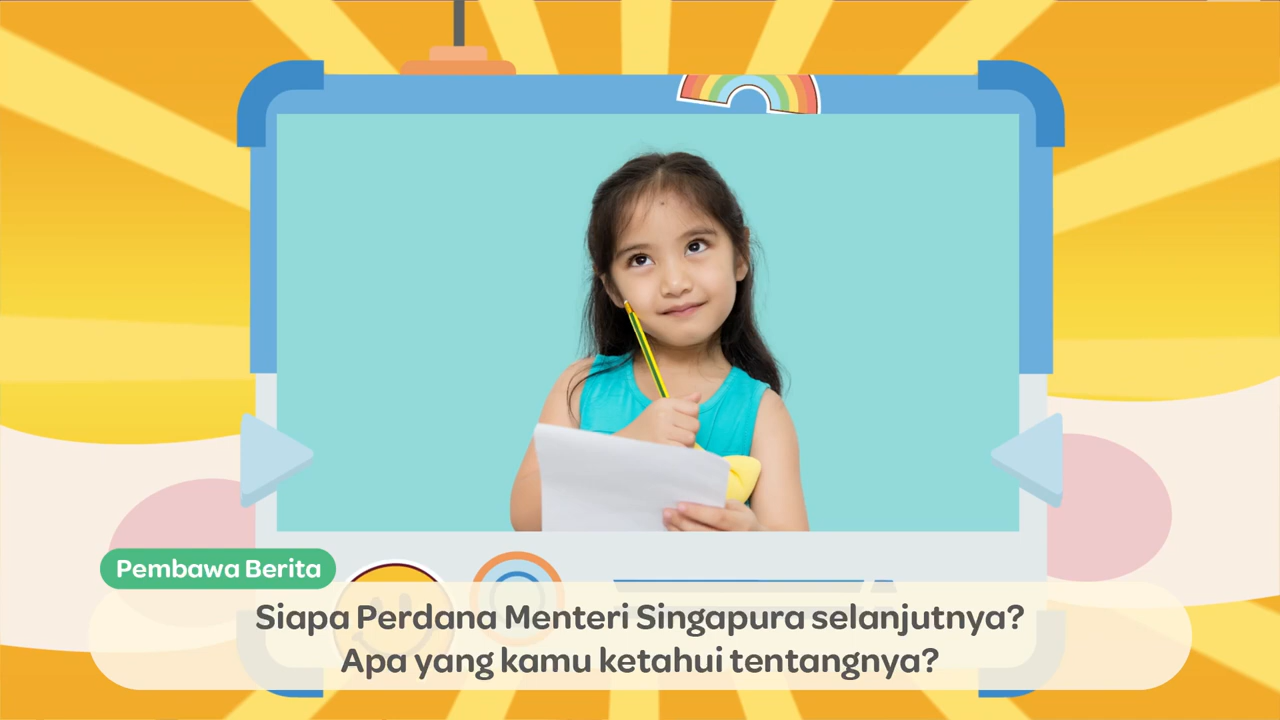 Pembawa Berita
Siapa Perdana Menteri Singapura selanjutnya?
Apa yang kamu ketahui tentangnya?